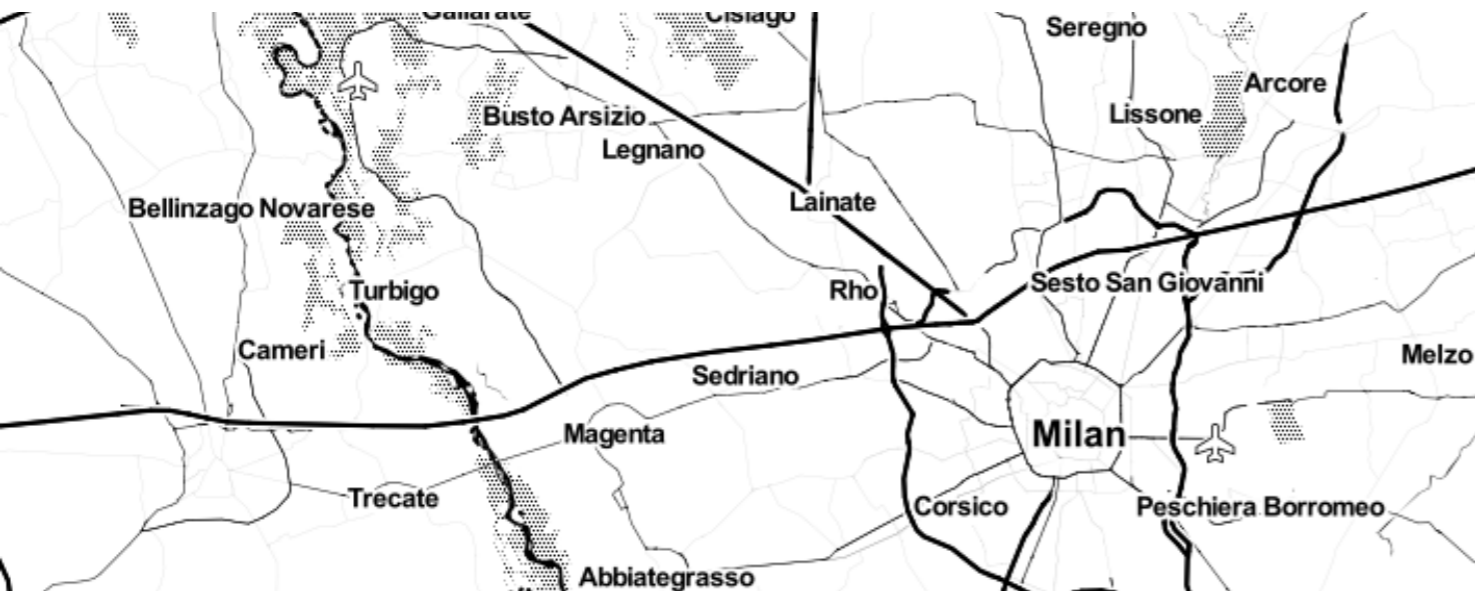 Gallarate
Cislago
Seregno
Arcore
Busto Arsizio
Lissone
Legnano
Lainate
Bellinzago Novarese
Sesto San Giovanni
Turbigo
Rho
Cameri
Melzo
Sedriano
Magenta
Milan
Trecate
Corsico
Peschiera Borromeo
Abbiategrasso